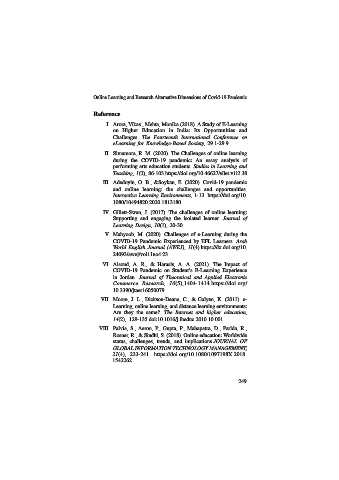 Online Learning and Research Alternative Dimensions of Covid-19 Pandemic
Reference
I Arora, Vikas, Mehta, Monika (2018) A Study of E-Learning
on Higher Education in India: Its Opportunities and
Challenges The Fourteenth International Conference on
eLearning for Knowledge-Based Society,
II Simamora, R. M. (2020) The Challenges of online learning
during the COVID-19 pandemic: An essay analysis of
performing arts education students Studies in Learning and
Teaching, 1(2), 86-103 https://doi.org/10.46627/silet.v1i2.38
III Adedoyin, O. B., &Soykan, E. (2020) Covid-19 pandemic
and online learning: the challenges and opportunities.
Interactive Learning Environments, 1-13 https://doi.org/10.
1080/10494820.2020.1813180
IV Gillett-Swan, J. (2017) The challenges of online learning:
Supporting and engaging the isolated learner Journal of
Learning Design, 10(1), 20-30
V Mahyoob, M. (2020) Challenges of e-Learning during the
COVID-19 Pandemic Experienced by EFL Learners Arab
World English Journal (AWEJ), 11(4) https://dx.doi.org/10.
24093/awej/vol11no4.23
VI A. R., & Harasis, A. A. (2021) The Impact of
COVID-19 Pandemic on Student's E-Learning Experience
in Jordan Journal of Theoretical and Applied Electronic
Commerce Research, 16(5), 1404-1414 https://doi.org/
10.3390/jtaer16050079
VII Moore, J. L., Dickson-Deane, C., & Galyen, K. (2011) e-
Learning, online learning, and distance learning environments:
Are they the same? The Internet and higher education,
14(2), 129-135 doi:10.1016/j.iheduc.2010.10.001
VIII Palvia, S., Aeron, P., Gupta, P., Mahapatra, D., Parida, R.,
Rosner, R., & Sindhi, S. (2018) Online education: Worldwide
status, challenges, trends, and implications JOURNAL OF
GLOBAL INFORMATION TECHNOLOGY MANAGEMENT,
21(4), 233-241 https://doi.org/10.1080/1097198X.2018.
1542262
249